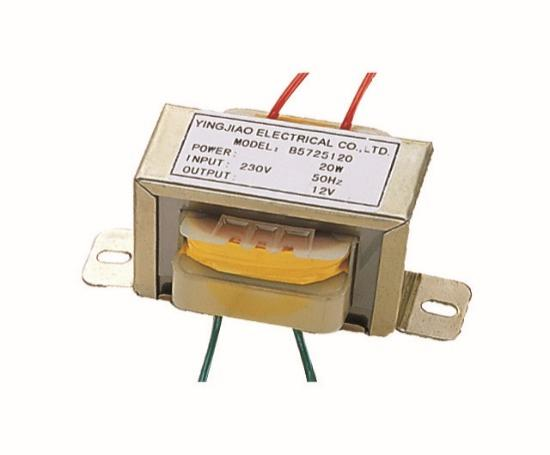 YINGJIAO ELECTRICAL CO.,LTD.
MODEL: B5725120
POWER: 20W
INPUT: 230V 50Hz
OUTPUT: 12V